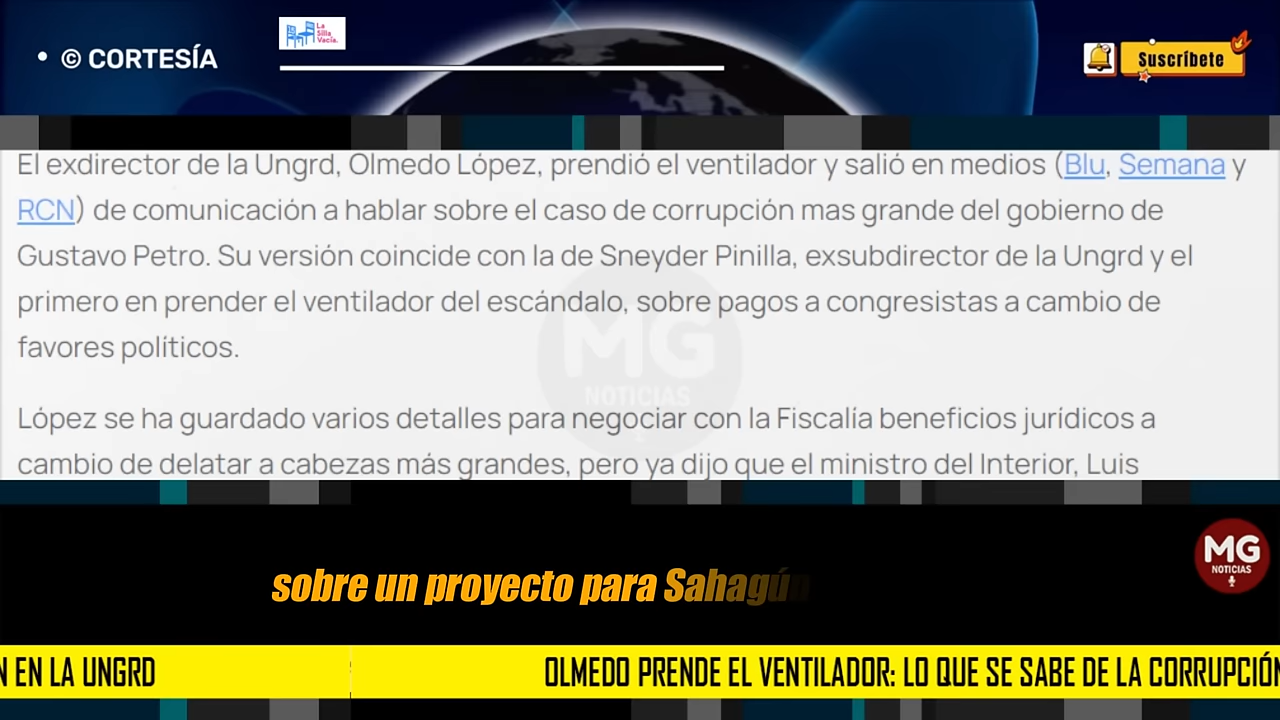 • © CORTESÍA
La
Silla
Vacía.
Suscríbete
El exdirector de la Ungrd, Olmedo López, prendió el ventilador y salió en medios (Blu, Semana y
RCN) de comunicación a hablar sobre el caso de corrupción mas grande del gobierno de
Gustavo Petro. Su versión coincide con la de Sneyder Pinilla, exsubdirector de la Ungrd y el
primero en prender el ventilador del escándalo, sobre pagos a congresistas a cambio de
favores políticos.
MG
NOTICIAS
López se ha guardado varios detalles para negociar con la Fiscalía beneficios jurídicos a
cambio de delatar a cabezas más grandes, pero ya dijo que el ministro del Interior, Luis
MG
NOTICIAS
sobre un proyecto para Sahagún
N EN LA UNGRD
OLMEDO PRENDE EL VENTILADOR: LO QUE SE SABE DE LA CORRUPCIÓN